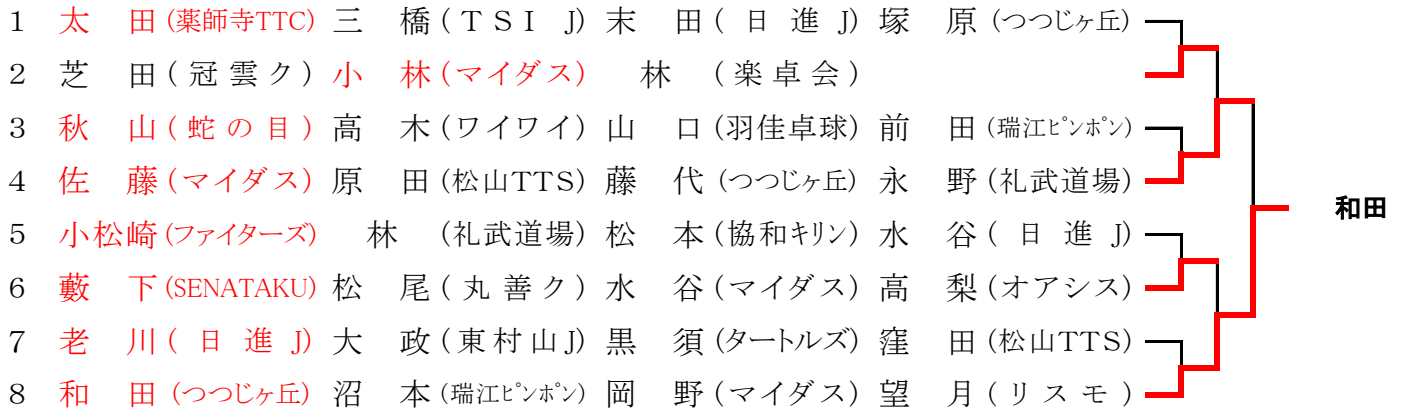 1 太 田 (薬師寺TTC) 三 橋 (TSI J) 末 田 (日進J) 塚 原 (つつじヶ丘)
2 芝 田 (冠雲ク) 小 林 (マイダス) 林 (楽卓会)
3 秋 山 (蛇の目) 高 木 (ワイワイ) 山 口 (羽佳卓球) 前 田 (瑞江ピンポン)
4 佐 藤 (マイダス) 原 田 (松山TTS) 藤 代 (つつじヶ丘) 永 野 (礼武道場)
和田
5 小松崎 (ファイターズ) 林 (礼武道場) 松 本 (協和キリン) 水 谷 (日進J)
6 藪 下 (SENATAKU) 松 尾 (丸善ク) 水 谷 (マイダス) 高 梨 (オアシス)
7 老 川 (日進J) 大 政 (東村山J) 黒 須 (タートルズ) 窪 田 (松山TTS)
8 和 田 (つつじヶ丘) 沼 本 (瑞江ピンポン) 岡 野 (マイダス) 望 月 (リスモ)